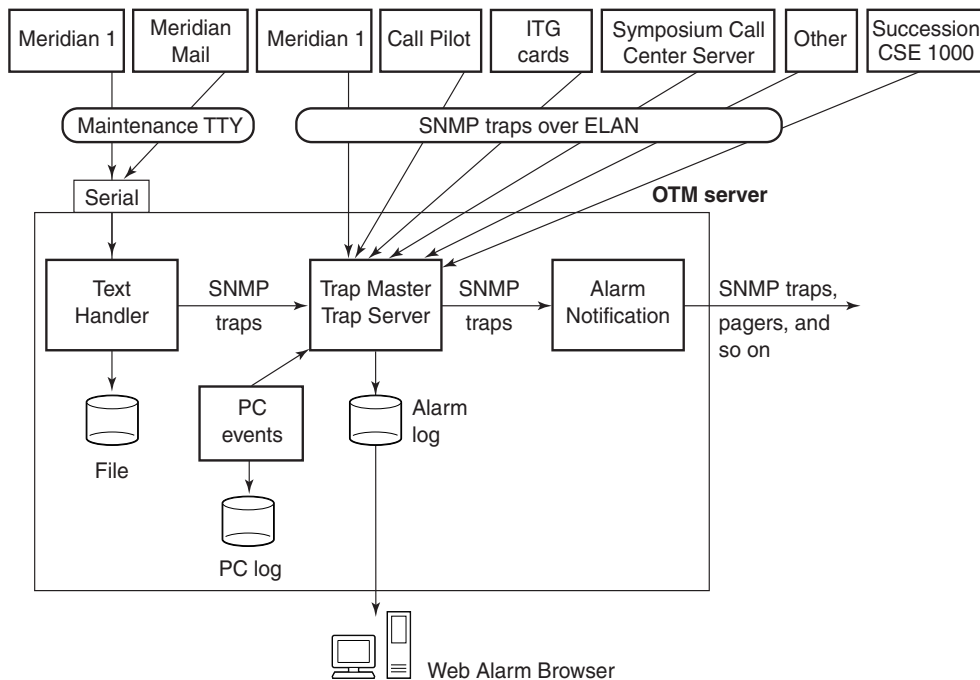 Meridian 1
Meridian
Mail
Meridian 1
Call Pilot
ITG
cards
Symposium Call
Center Server
Other
Succession
CSE 1000
Maintenance TTY
SNMP traps over ELAN
Serial
OTM server
Text
Handler
SNMP
traps
Trap Master
Trap Server
SNMP
traps
Alarm
Notification
SNMP traps,
pagers, and
so on
File
PC
events
Alarm
log
PC log
Web Alarm Browser